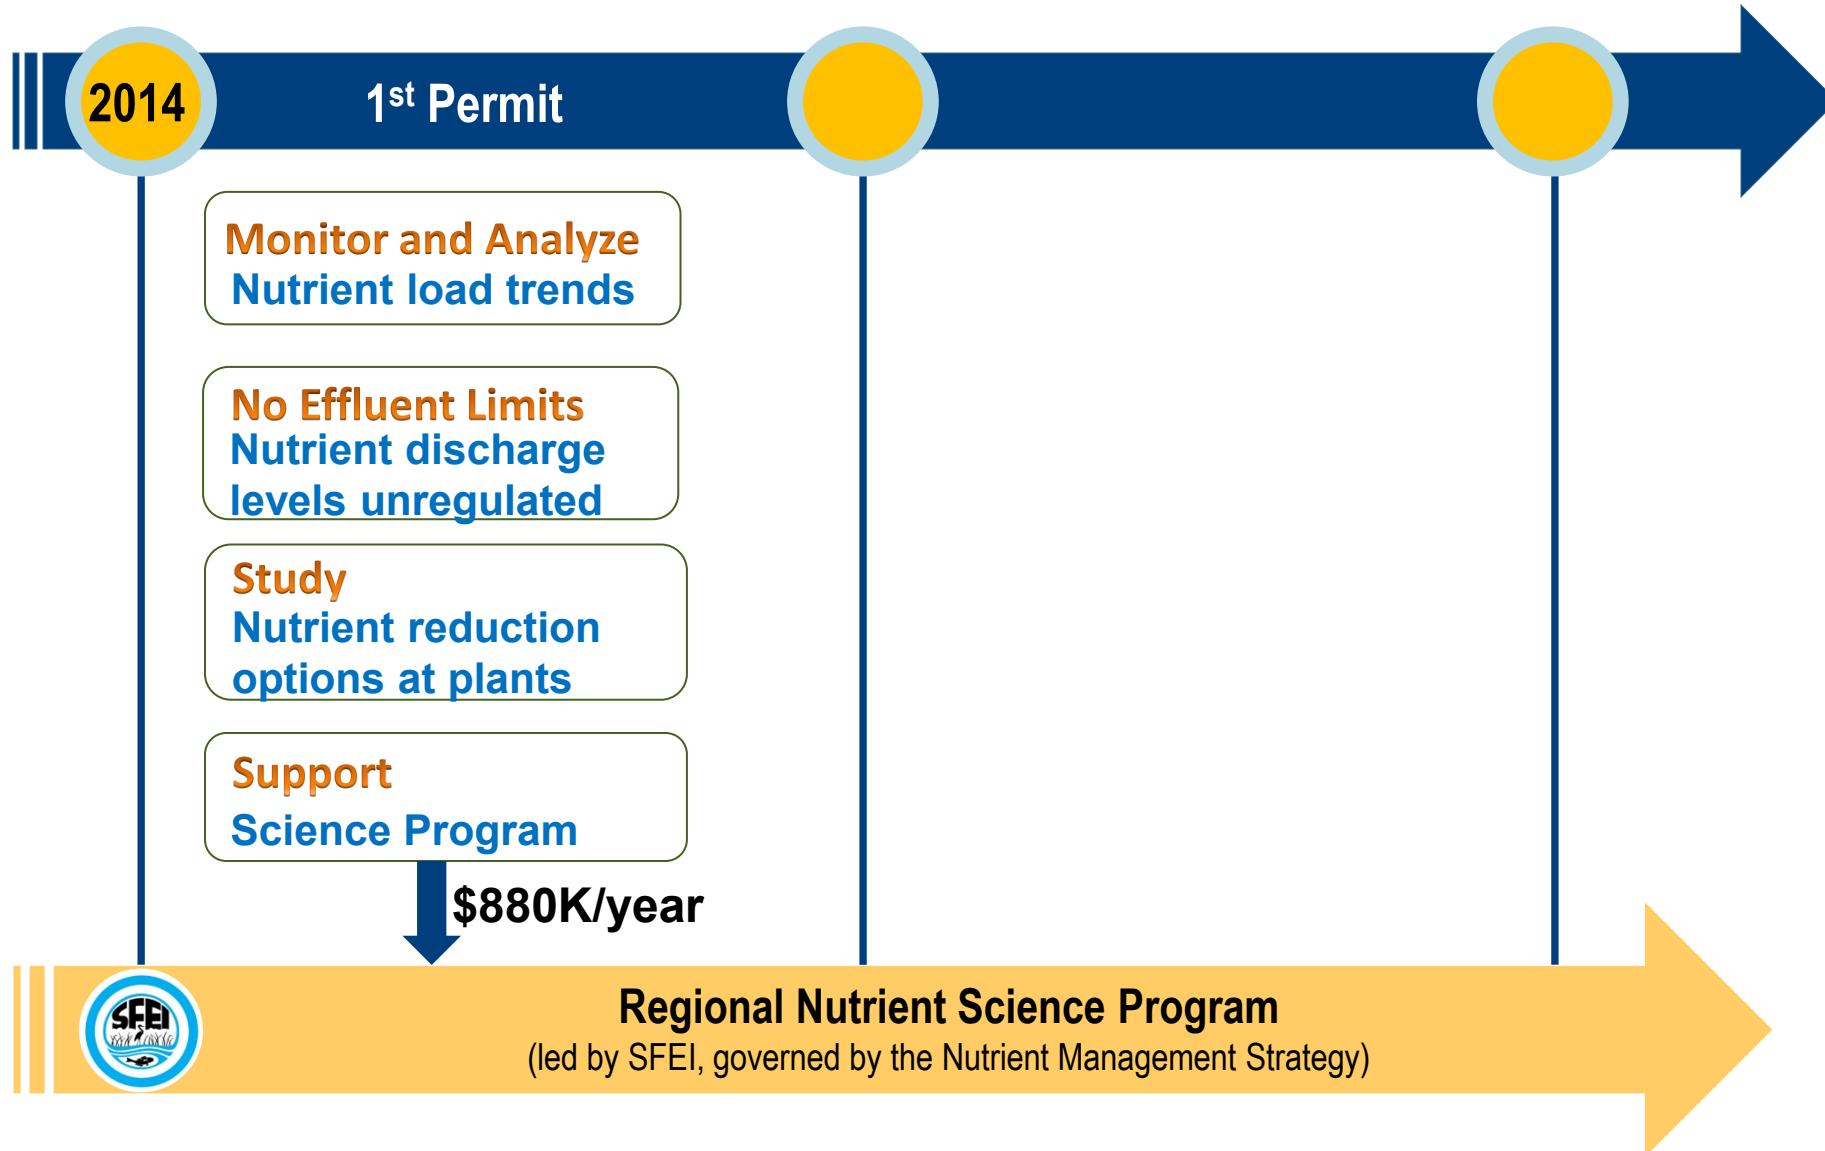 2014
1st Permit
Monitor and Analyze
Nutrient load trends
No Effluent Limits
Nutrient discharge
levels unregulated
Study
Nutrient reduction
options at plants
Support
Science Program
$880K/year
SFEI
Regional Nutrient Science Program
(led by SFEI, governed by the Nutrient Management Strategy)